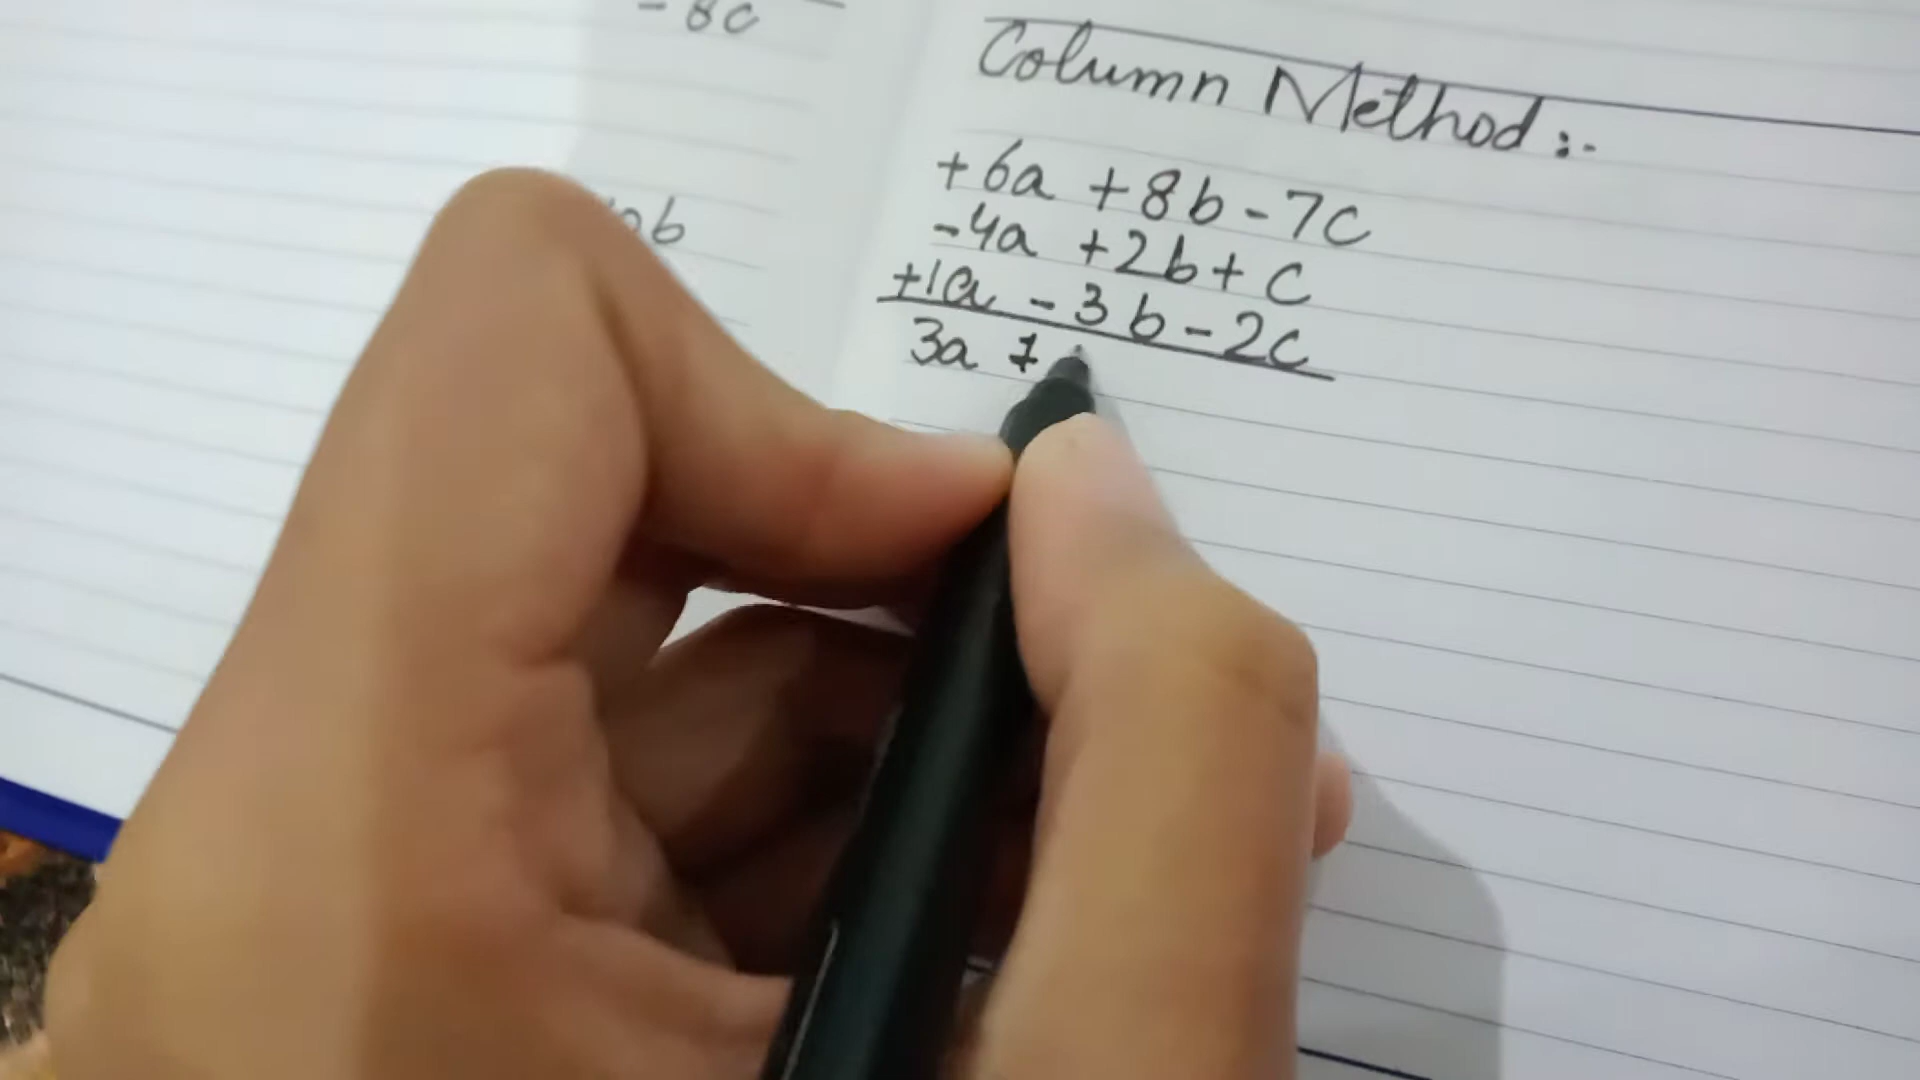 - 8c
b
Column Method :-
+6a +8b -7c
-4a +2b + c
+1a - 3b - 2c
3a +